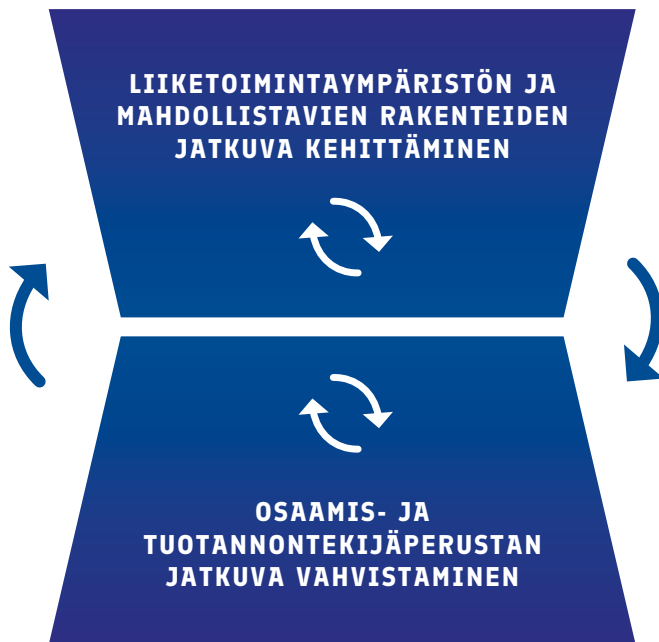 LIIKETOIMINTAYMPÄRISTÖN JA
MAHDOLLISTAVIEN RAKENTEIDEN
JATKUVA KEHITTÄMINEN
OSAAMIS- JA
TUOTANNONTEKIJÄPERUSTAN
JATKUVA VAHVISTAMINEN